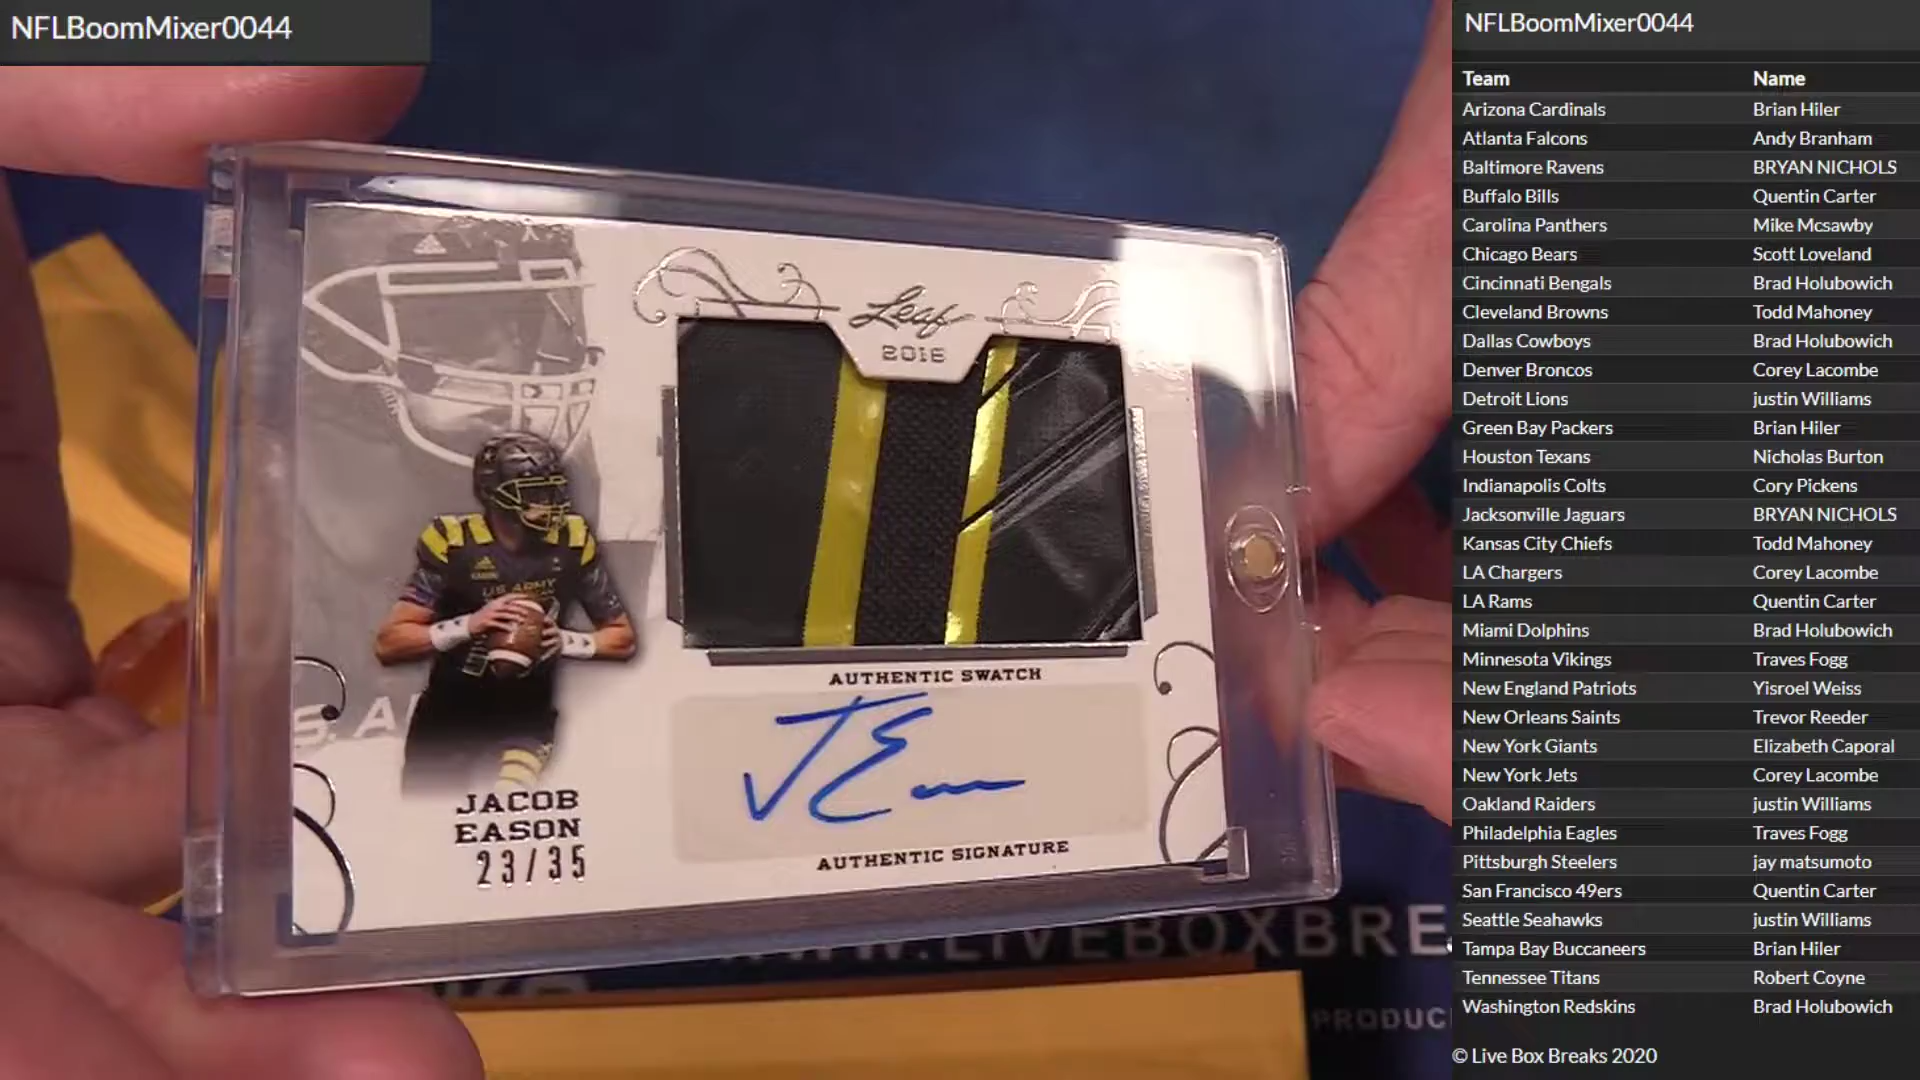 NFLBoomMixer0044
Leaf
2016
US ARMY
S. A
AUTHENTIC SWATCH
JACOB
EASON
23/35
AUTHENTIC SIGNATURE
WWW.LIVEBOXBRE
PRODUC
NFLBoomMixer0044
Team Name
Arizona Cardinals Brian Hiler
Atlanta Falcons Andy Branham
Baltimore Ravens BRYAN NICHOLS
Buffalo Bills Quentin Carter
Carolina Panthers Mike Mcsawby
Chicago Bears Scott Loveland
Cincinnati Bengals Brad Holubowich
Cleveland Browns Todd Mahoney
Dallas Cowboys Brad Holubowich
Denver Broncos Corey Lacombe
Detroit Lions justin Williams
Green Bay Packers Brian Hiler
Houston Texans Nicholas Burton
Indianapolis Colts Cory Pickens
Jacksonville Jaguars BRYAN NICHOLS
Kansas City Chiefs Todd Mahoney
LA Chargers Corey Lacombe
LA Rams Quentin Carter
Miami Dolphins Brad Holubowich
Minnesota Vikings Traves Fogg
New England Patriots Yisroel Weiss
New Orleans Saints Trevor Reeder
New York Giants Elizabeth Caporal
New York Jets Corey Lacombe
Oakland Raiders justin Williams
Philadelphia Eagles Traves Fogg
Pittsburgh Steelers jay matsumoto
San Francisco 49ers Quentin Carter
Seattle Seahawks justin Williams
Tampa Bay Buccaneers Brian Hiler
Tennessee Titans Robert Coyne
Washington Redskins Brad Holubowich
© Live Box Breaks 2020